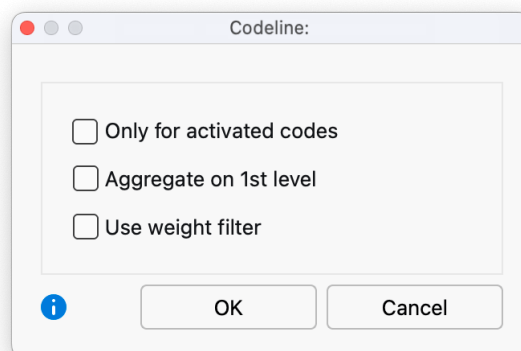 Codeline:
Only for activated codes
Aggregate on 1st level
Use weight filter
OK
Cancel